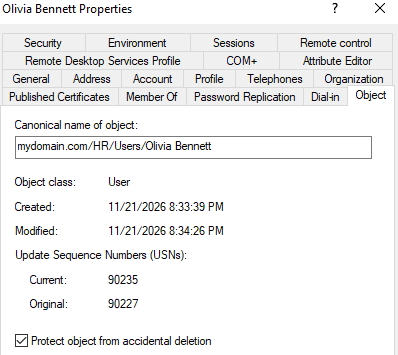 Olivia Bennett Properties ? ×
Security Environment Sessions Remote control
Remote Desktop Services Profile COM+ Attribute Editor
General Address Account Profile Telephones Organization
Published Certificates Member Of Password Replication Dial-in Object
Canonical name of object:
mydomain.com/HR/Users/Olivia Bennett
Object class: User
Created: 11/21/2026 8:33:39 PM
Modified: 11/21/2026 8:34:26 PM
Update Sequence Numbers (USNs):
Current: 90235
Original: 90227
Protect object from accidental deletion